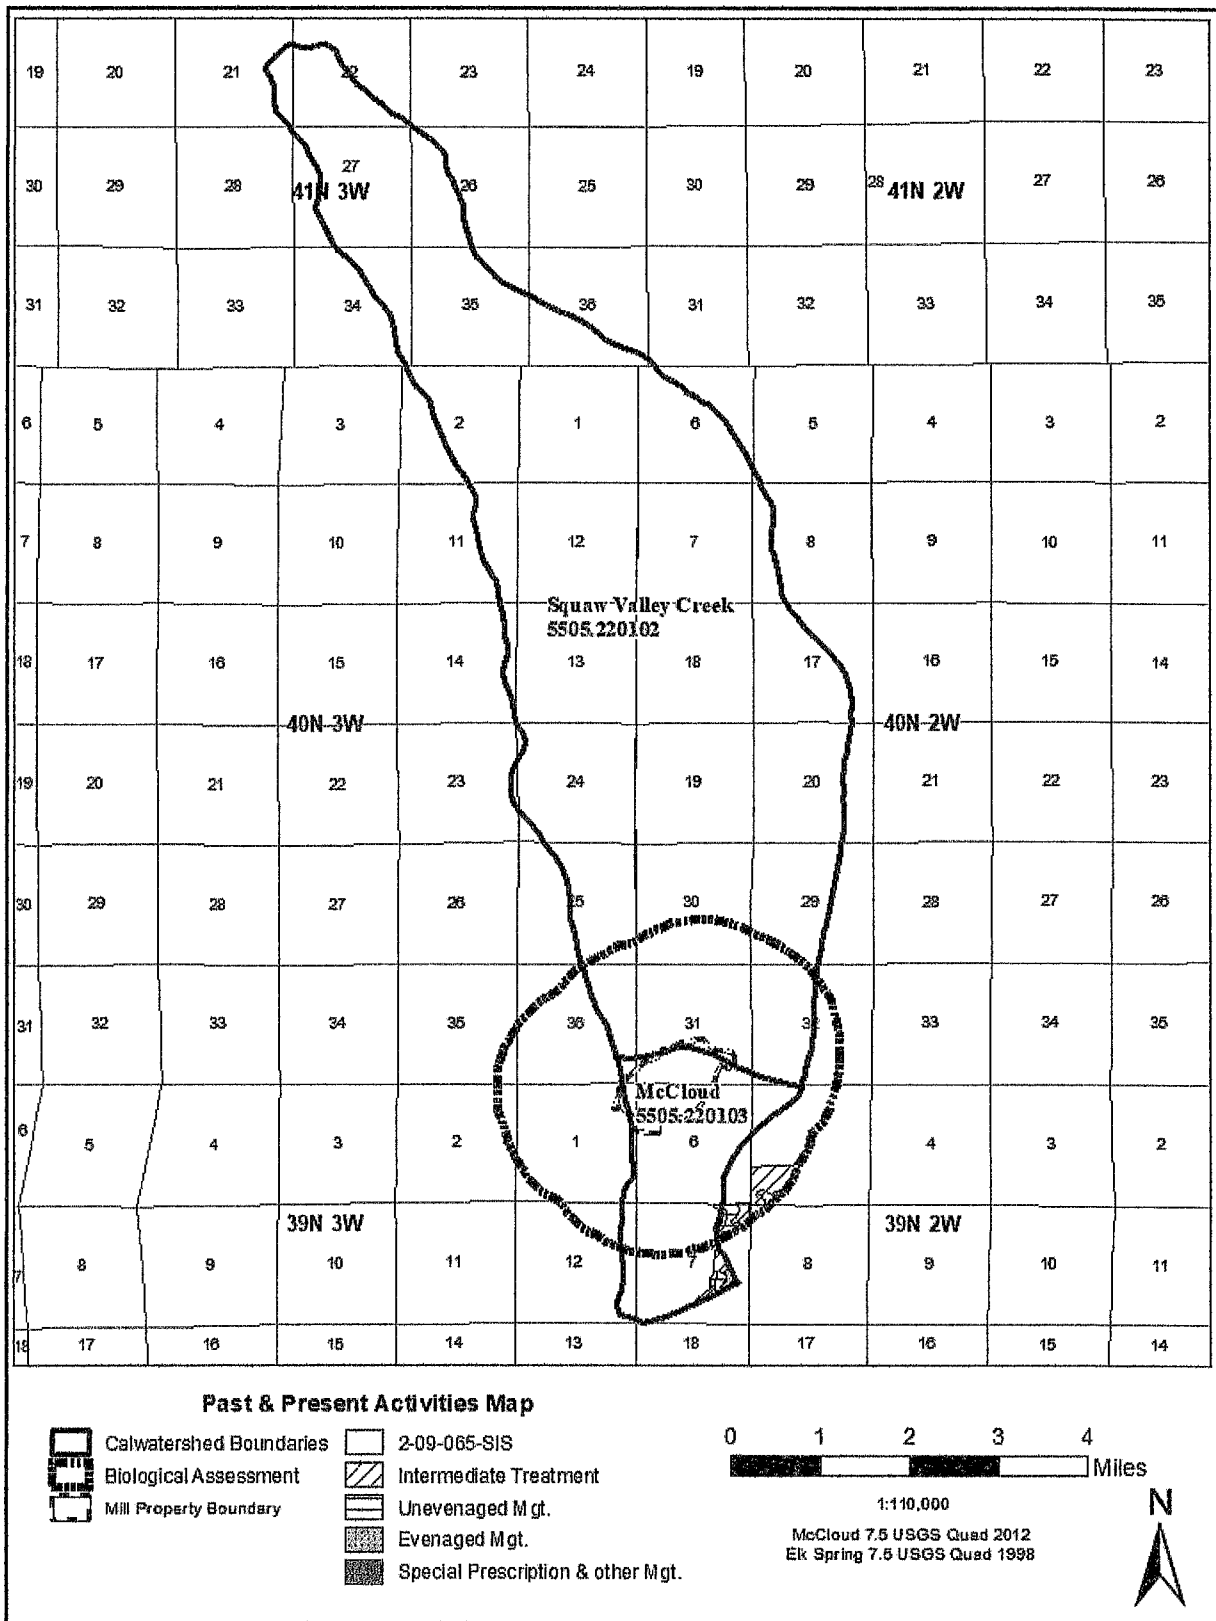 19 20 21 22 23 24 19 20 21 22 23
27
30 29 28 26 25 30 29 28 27 26
41N 3W 41N 2W
31 32 33 34 35 36 31 32 33 34 35
6 5 4 3 2 1 6 5 4 3 2
7 8 9 10 11 12 7 8 9 10 11
Squaw Valley Creek
5505.220102
18 17 16 15 14 13 18 17 16 15 14
40N 3W 40N 2W
19 20 21 22 23 24 19 20 21 22 23
30 29 28 27 26 25 30 29 28 27 26
31 32 33 34 35 36 31 32 33 34 35
McCloud
5505.220103
6 5 4 3 2 1 6 4 3 2
39N 3W 39N 2W
7 8 9 10 11 12 7 8 9 10 11
18 17 16 15 14 13 18 17 16 15 14
Past & Present Activities Map
Calwatershed Boundaries
Biological Assessment
Mill Property Boundary
2-09-065-SIS
Intermediate Treatment
Unevenaged Mgt.
Evenaged Mgt.
Special Prescription & other Mgt.
0 1 2 3 4
Miles
1:110,000
McCloud 7.5 USGS Quad 2012
Elk Spring 7.5 USGS Quad 1998
N